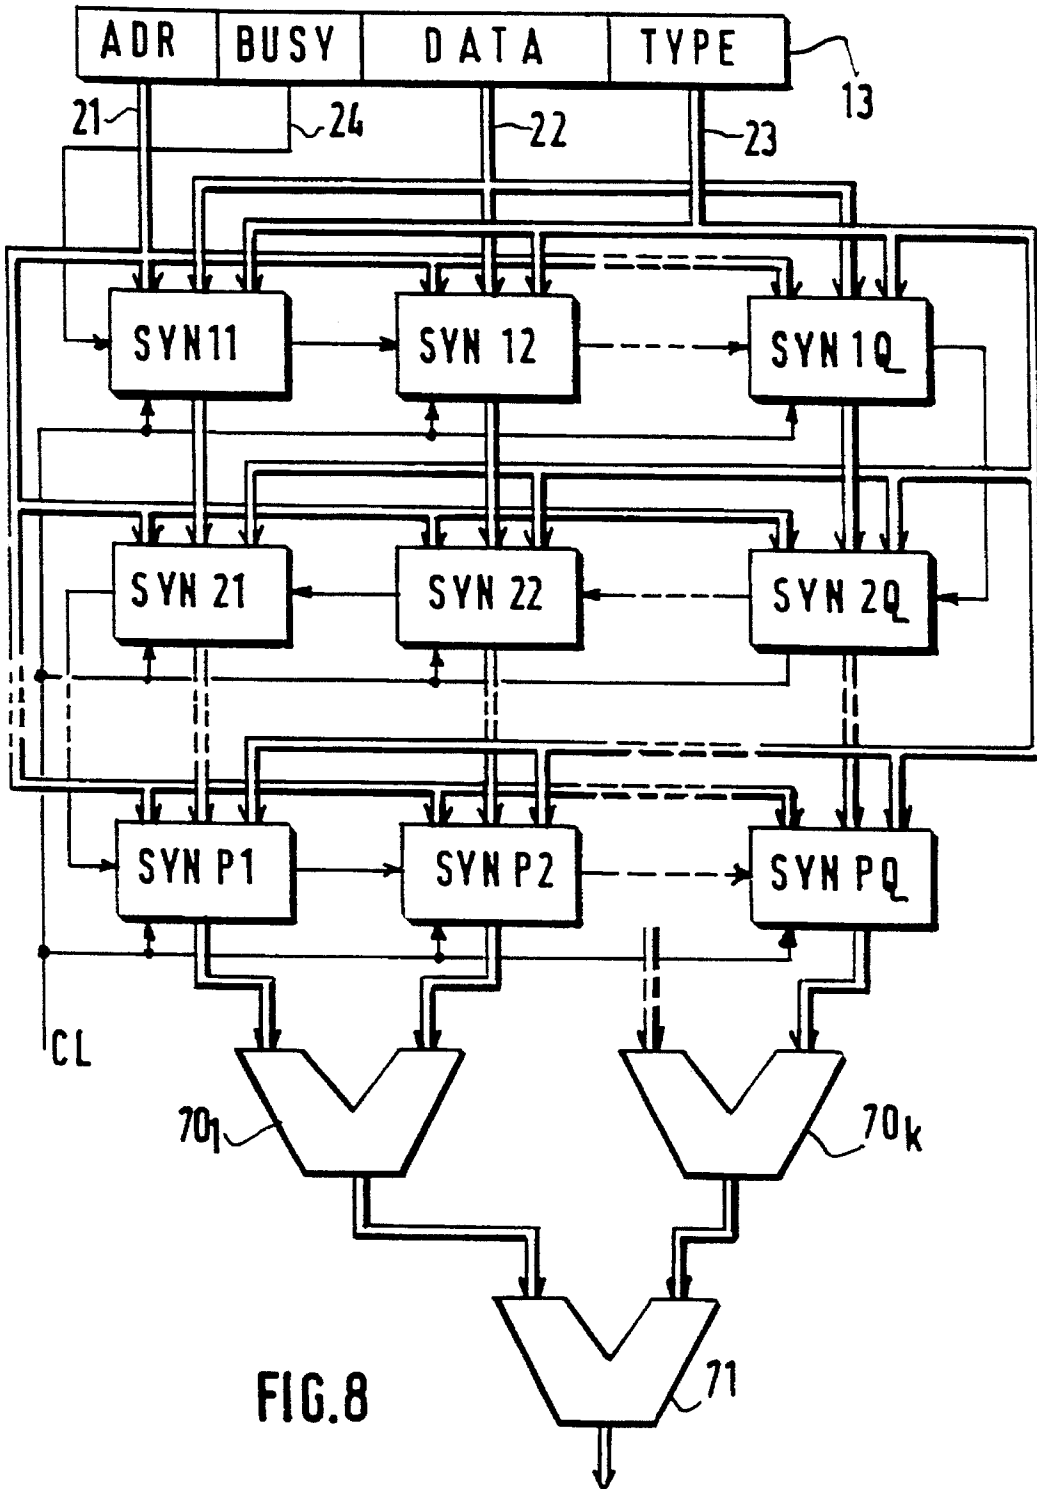 ADR BUSY DATA TYPE
13
21 24 22 23
SYN11 SYN 12 SYN 1Q
SYN 21 SYN 22 SYN 2Q
SYN P1 SYN P2 SYN PQ
CL
70₁ 70k
71
FIG.8